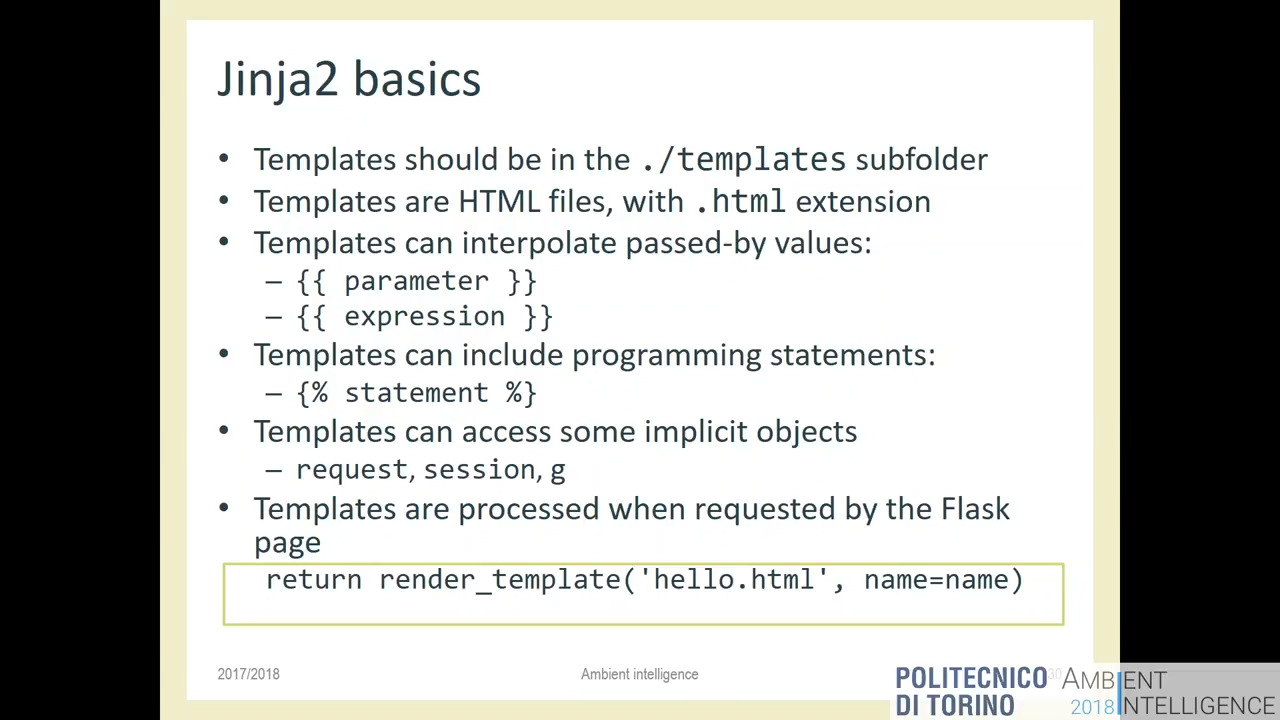 Jinja2 basics
• Templates should be in the ./templates subfolder
• Templates are HTML files, with .html extension
• Templates can interpolate passed-by values:
– {{ parameter }}
– {{ expression }}
• Templates can include programming statements:
– {% statement %}
• Templates can access some implicit objects
– request, session, g
• Templates are processed when requested by the Flask
page
return render_template('hello.html', name=name)
2017/2018
Ambient intelligence
30
POLITECNICO
DI TORINO
AMBIENT
2018 INTELLIGENCE